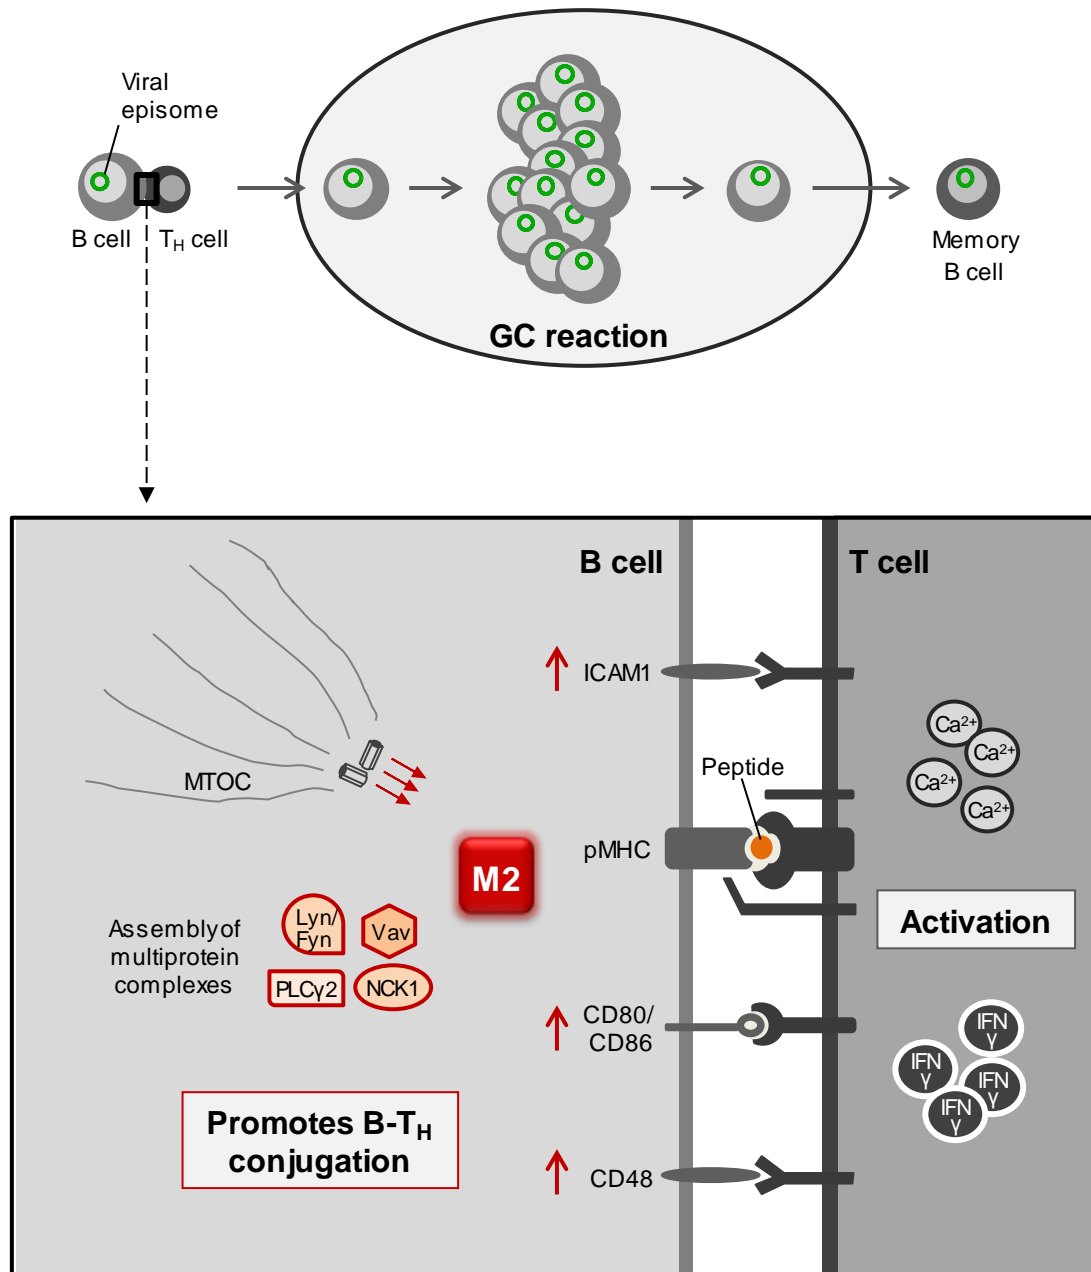 Viral
episome
B cell
T_H cell
Memory
B cell
GC reaction
B cell
T cell
ICAM1
Ca²⁺
Ca²⁺
Ca²⁺
Ca²⁺
MTOC
Peptide
pMHC
M2
Activation
Assembly of
multiprotein
complexes
Lyn/
Fyn
Vav
PLCγ2
NCK1
CD80/
CD86
IFN
γ
IFN
γ
IFN
γ
IFN
γ
Promotes B-T_H
conjugation
CD48